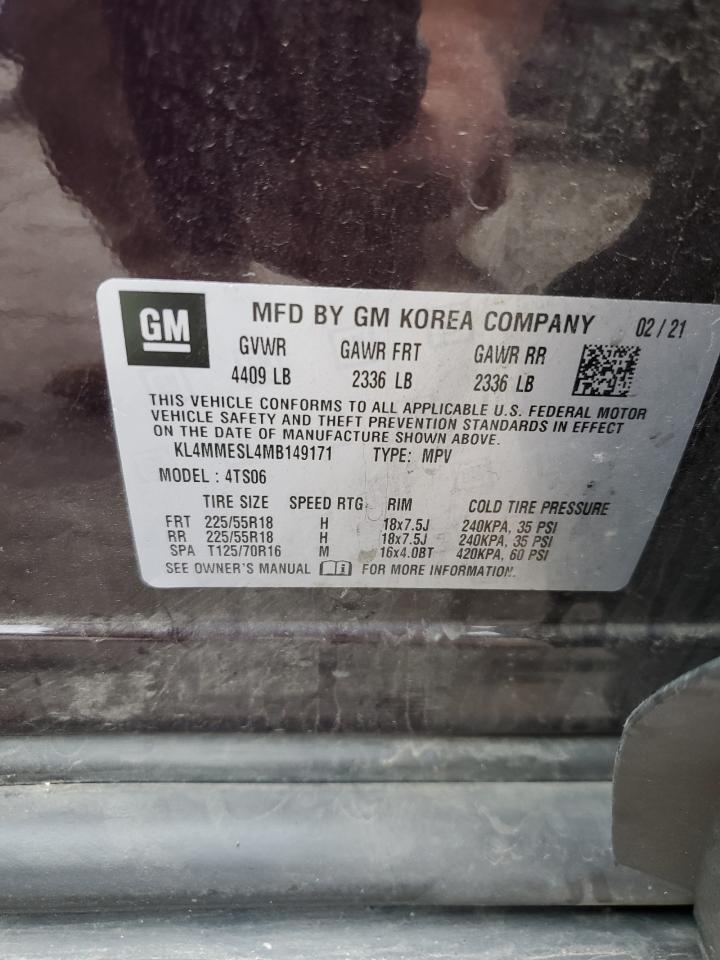 GM MFD BY GM KOREA COMPANY 02/21
GVWR GAWR FRT GAWR RR
4409 LB 2336 LB 2336 LB
THIS VEHICLE CONFORMS TO ALL APPLICABLE U.S. FEDERAL MOTOR
VEHICLE SAFETY AND THEFT PREVENTION STANDARDS IN EFFECT
ON THE DATE OF MANUFACTURE SHOWN ABOVE.
KL4MMESL4MB149171 TYPE: MPV
MODEL : 4TS06
TIRE SIZE SPEED RTG RIM COLD TIRE PRESSURE
FRT 225/55R18 H 18x7.5J 240KPA, 35 PSI
RR 225/55R18 H 18x7.5J 240KPA, 35 PSI
SPA T125/70R16 M 16x4.0BT 420KPA, 60 PSI
SEE OWNER'S MANUAL FOR MORE INFORMATION.